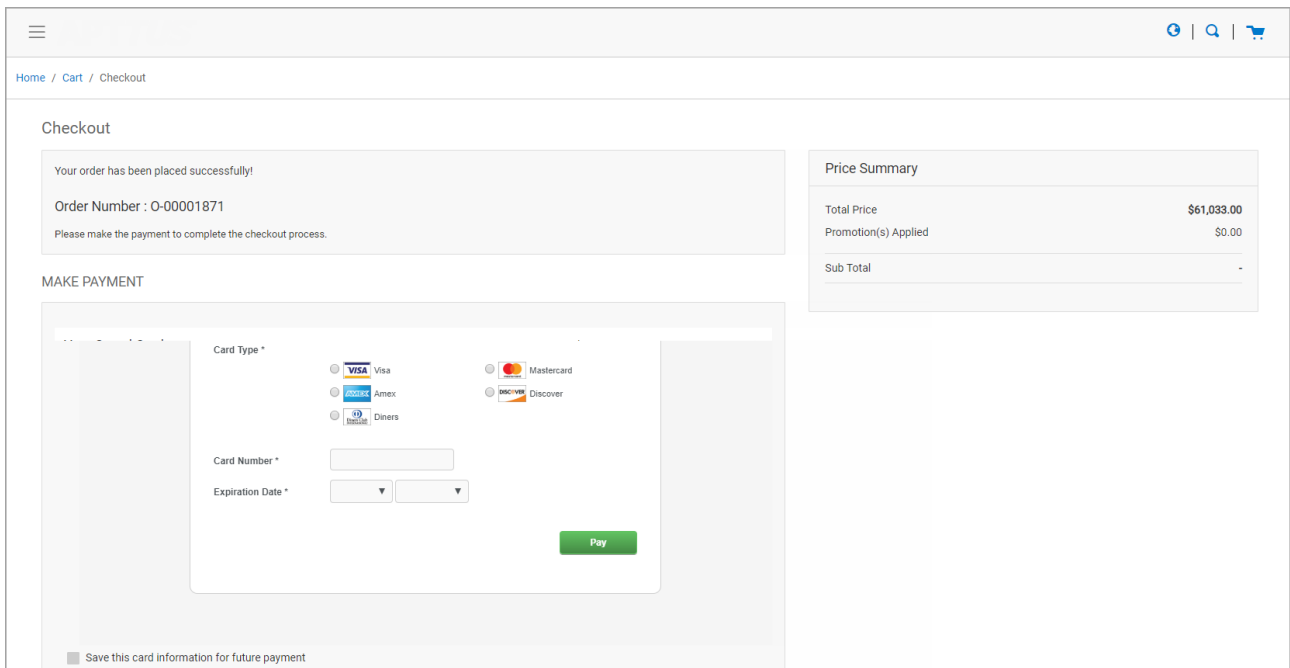 Home / Cart / Checkout
Checkout
Your order has been placed successfully!
Order Number : O-00001871
Please make the payment to complete the checkout process.
MAKE PAYMENT
Card Type *
VISA Visa
Mastercard
AMEX Amex
DISCOVER Discover
Diners
Card Number *
Expiration Date *
Pay
Save this card information for future payment
Price Summary
Total Price $61,033.00
Promotion(s) Applied $0.00
Sub Total -